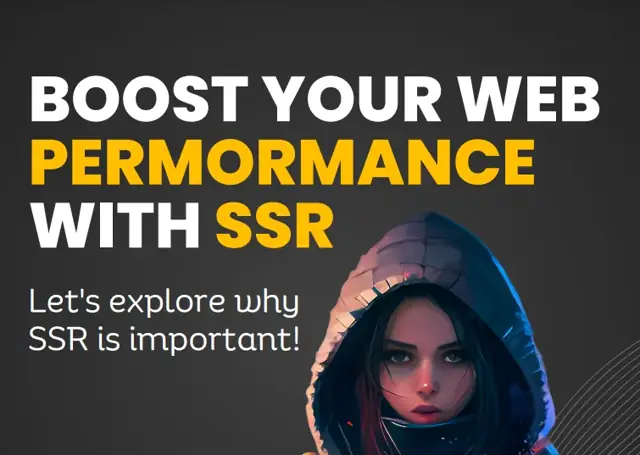 BOOST YOUR WEB
PERMORMANCE
WITH SSR
Let's explore why
SSR is important!